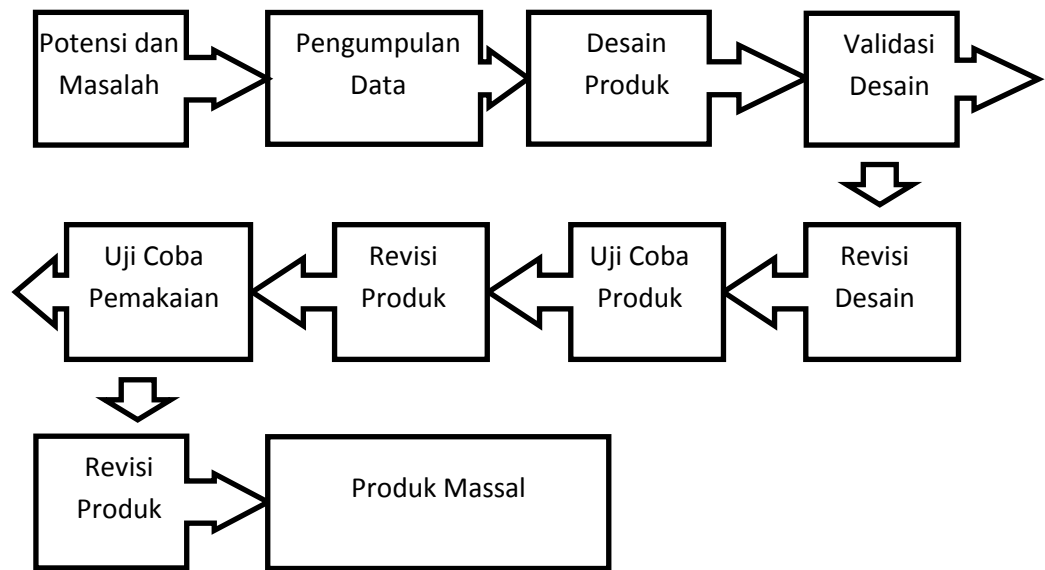 Potensi dan
Masalah
Pengumpulan
Data
Desain
Produk
Validasi
Desain
Revisi
Desain
Uji Coba
Produk
Revisi
Produk
Uji Coba
Pemakaian
Revisi
Produk
Produk Massal